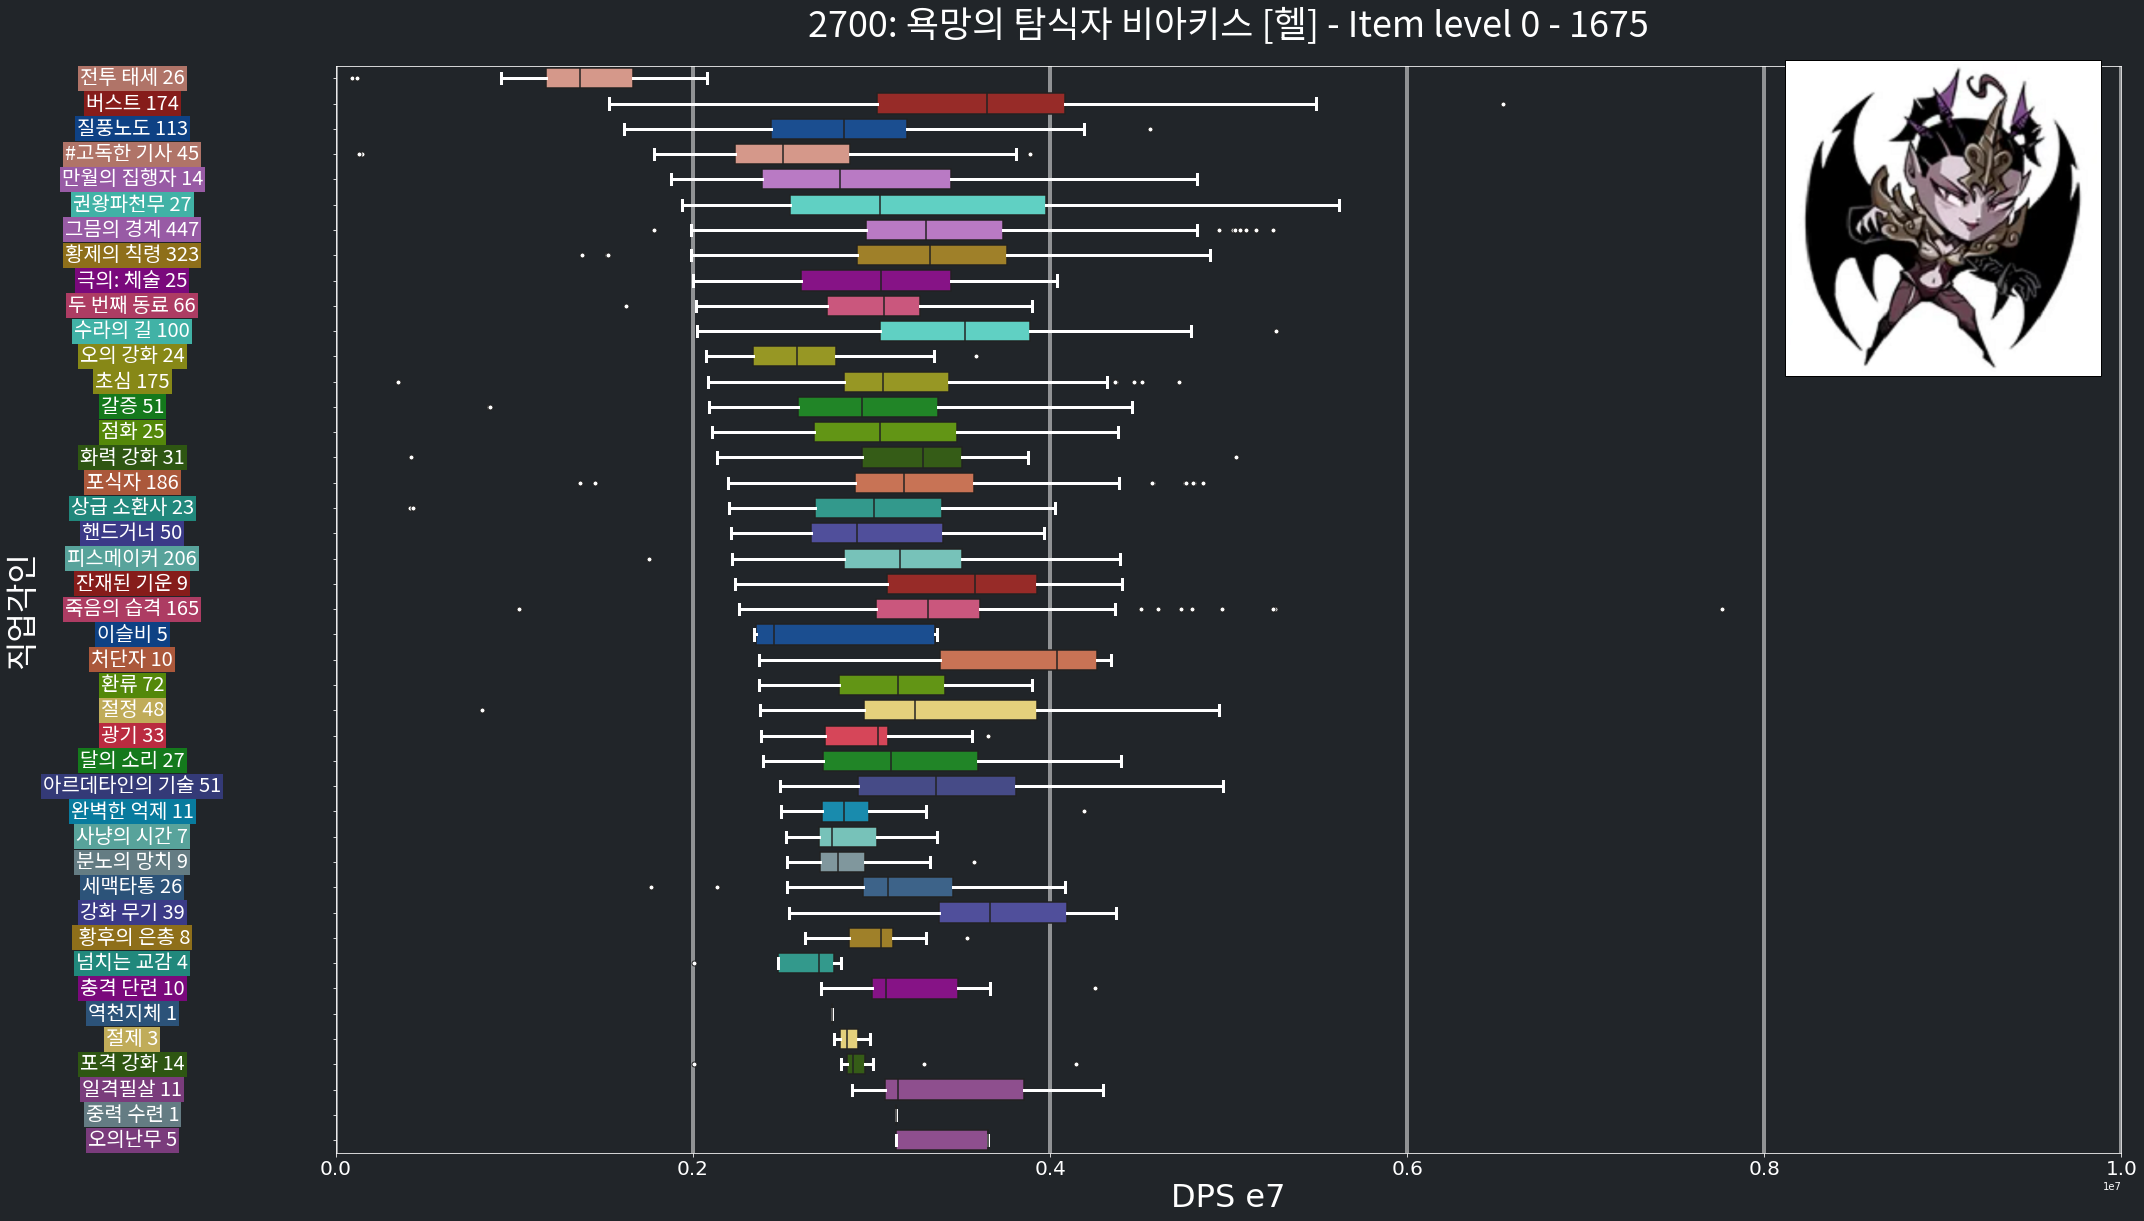 2700: 욕망의 탐식자 비아키스 [헬] - Item level 0 - 1675
직업각인
전투 태세 26
버스트 174
질풍노도 113
#고독한 기사 45
만월의 집행자 14
권왕파천무 27
그믐의 경계 447
황제의 칙령 323
극의: 체술 25
두 번째 동료 66
수라의 길 100
오의 강화 24
초심 175
갈증 51
점화 25
화력 강화 31
포식자 186
상급 소환사 23
핸드거너 50
피스메이커 206
잔재된 기운 9
죽음의 습격 165
이슬비 5
처단자 10
환류 72
절정 48
광기 33
달의 소리 27
아르데타인의 기술 51
완벽한 억제 11
사냥의 시간 7
분노의 망치 9
세맥타통 26
강화 무기 39
황후의 은총 8
넘치는 교감 4
충격 단련 10
역천지체 1
절제 3
포격 강화 14
일격필살 11
중력 수련 1
오의난무 5
0.0 0.2 0.4 0.6 0.8 1.0
1e7
DPS e7